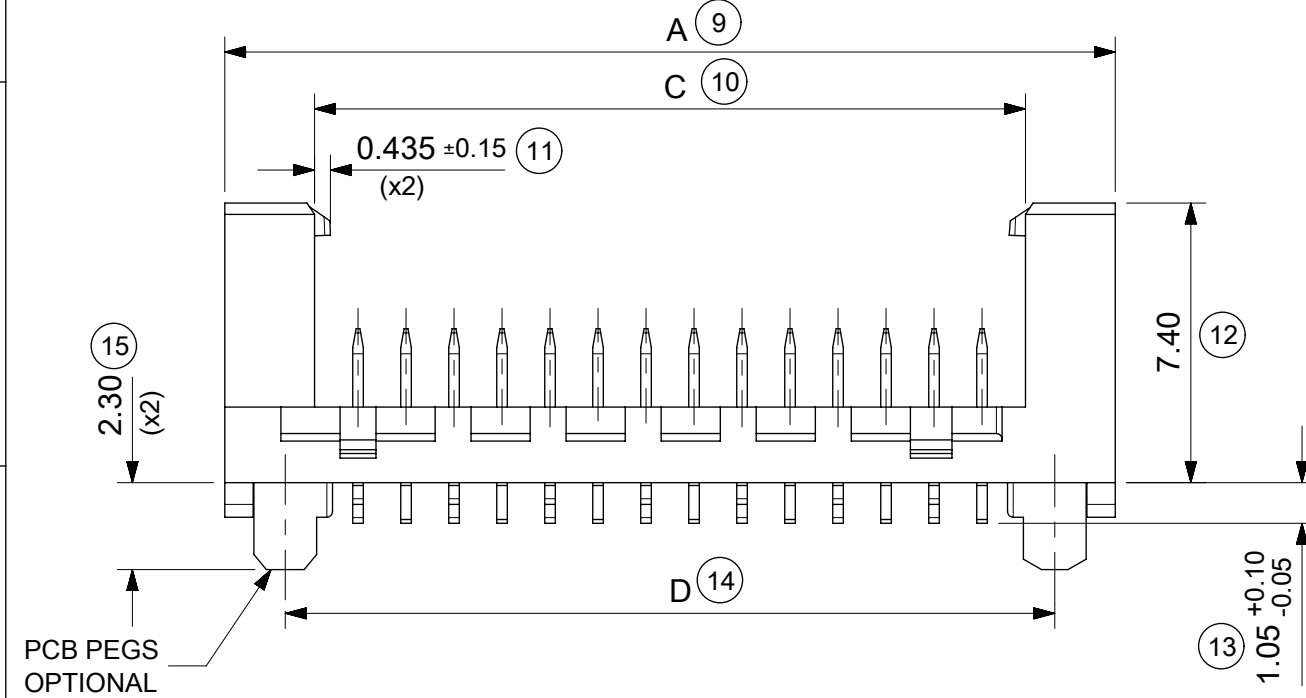 A 9
C 10
0.435 ±0.15 11
(x2)
7.40 12
15
2.30
(x2)
D 14
13 1.05 +0.10 -0.05
PCB PEGS
OPTIONAL